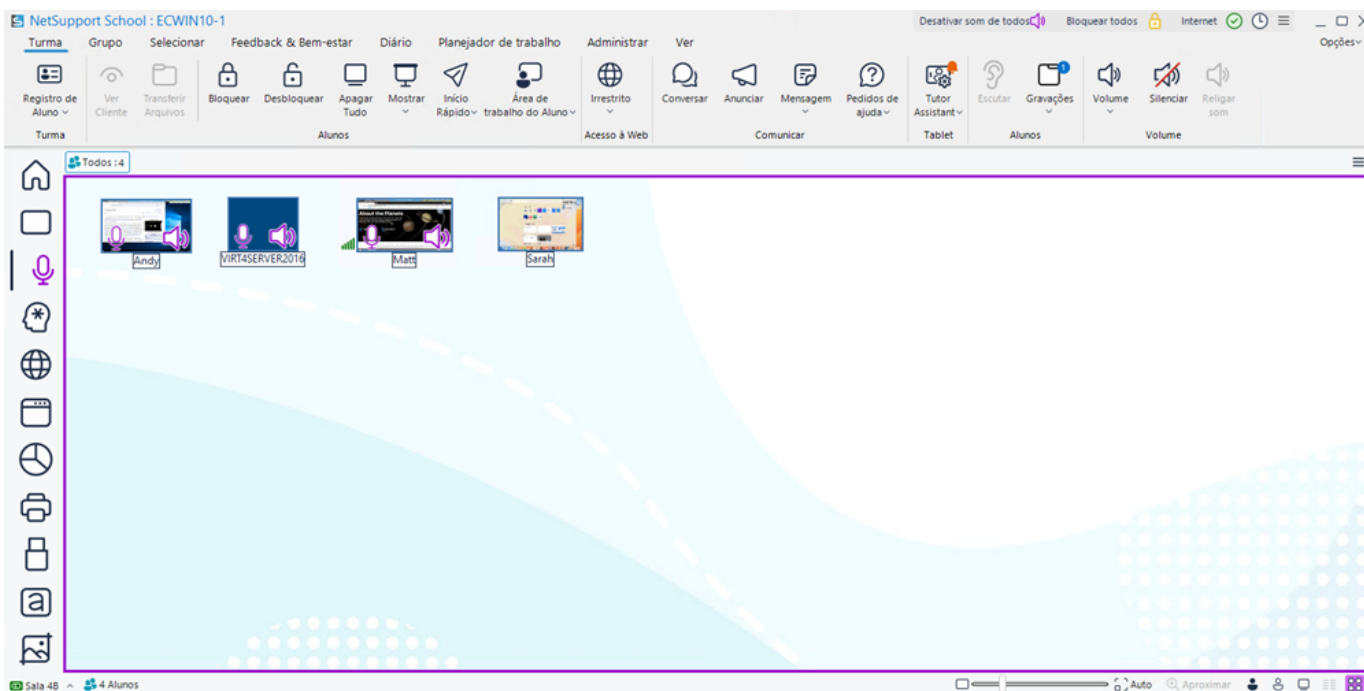 NetSupport School : ECWIN10-1
Desativar som de todos
Bloquear todos
Internet
Turma
Grupo
Selecionar
Feedback & Bem-estar
Diário
Planejador de trabalho
Administrar
Ver
Opções
Registro de
Aluno
Ver
Cliente
Transferir
Arquivos
Bloquear
Desbloquear
Apagar
Tudo
Mostrar
Início
Rápido
Área de
trabalho do Aluno
Irrestrito
Conversar
Anunciar
Mensagem
Pedidos de
ajuda
Tutor
Assistant
Escutar
1
Gravações
Volume
Silenciar
Religar
som
Turma
Alunos
Acesso à Web
Comunicar
Tablet
Alunos
Volume
Todos :4
About the Planets
Andy
VIRT4SERVER2016
Matt
Sarah
a
Sala 4B
4 Alunos
Auto
Aproximar